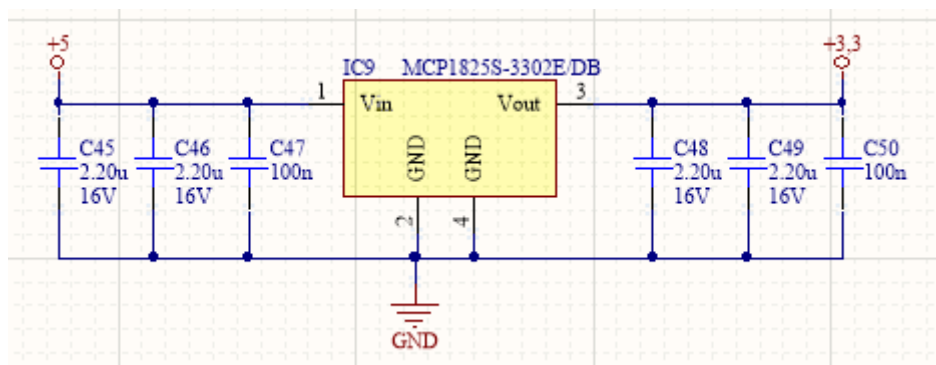 +5
+3,3
IC9 MCP1825S-3302E/DB
1 Vin Vout 3
GND GND
2 4
C45
2.20u
16V
C46
2.20u
16V
C47
100n
C48
2.20u
16V
C49
2.20u
16V
C50
100n
GND